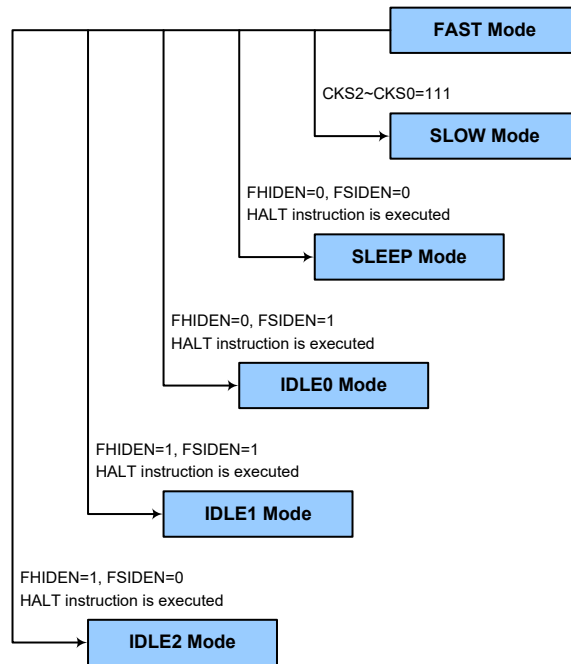 FAST Mode
CKS2~CKS0=111
SLOW Mode
FHIDEN=0, FSIDEN=0
HALT instruction is executed
SLEEP Mode
FHIDEN=0, FSIDEN=1
HALT instruction is executed
IDLE0 Mode
FHIDEN=1, FSIDEN=1
HALT instruction is executed
IDLE1 Mode
FHIDEN=1, FSIDEN=0
HALT instruction is executed
IDLE2 Mode